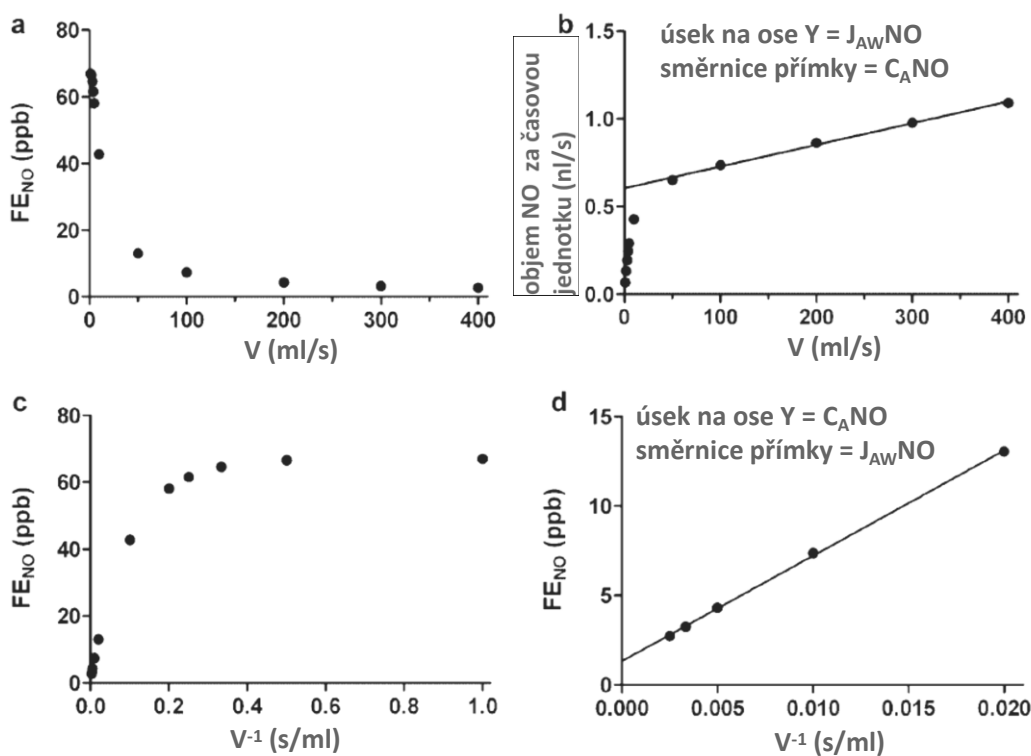 a
80
60
40
20
0
FE_NO (ppb)
0 100 200 300 400
V (ml/s)
b
úsek na ose Y = J_AWNO
směrnice přímky = C_ANO
1.5
1.0
0.5
0.0
objem NO za časovou
jednotku (nl/s)
0 100 200 300 400
V (ml/s)
c
80
60
40
20
0
FE_NO (ppb)
0.0 0.2 0.4 0.6 0.8 1.0
V⁻¹ (s/ml)
d
úsek na ose Y = C_ANO
směrnice přímky = J_AWNO
15
10
5
0
FE_NO (ppb)
0.000 0.005 0.010 0.015 0.020
V⁻¹ (s/ml)